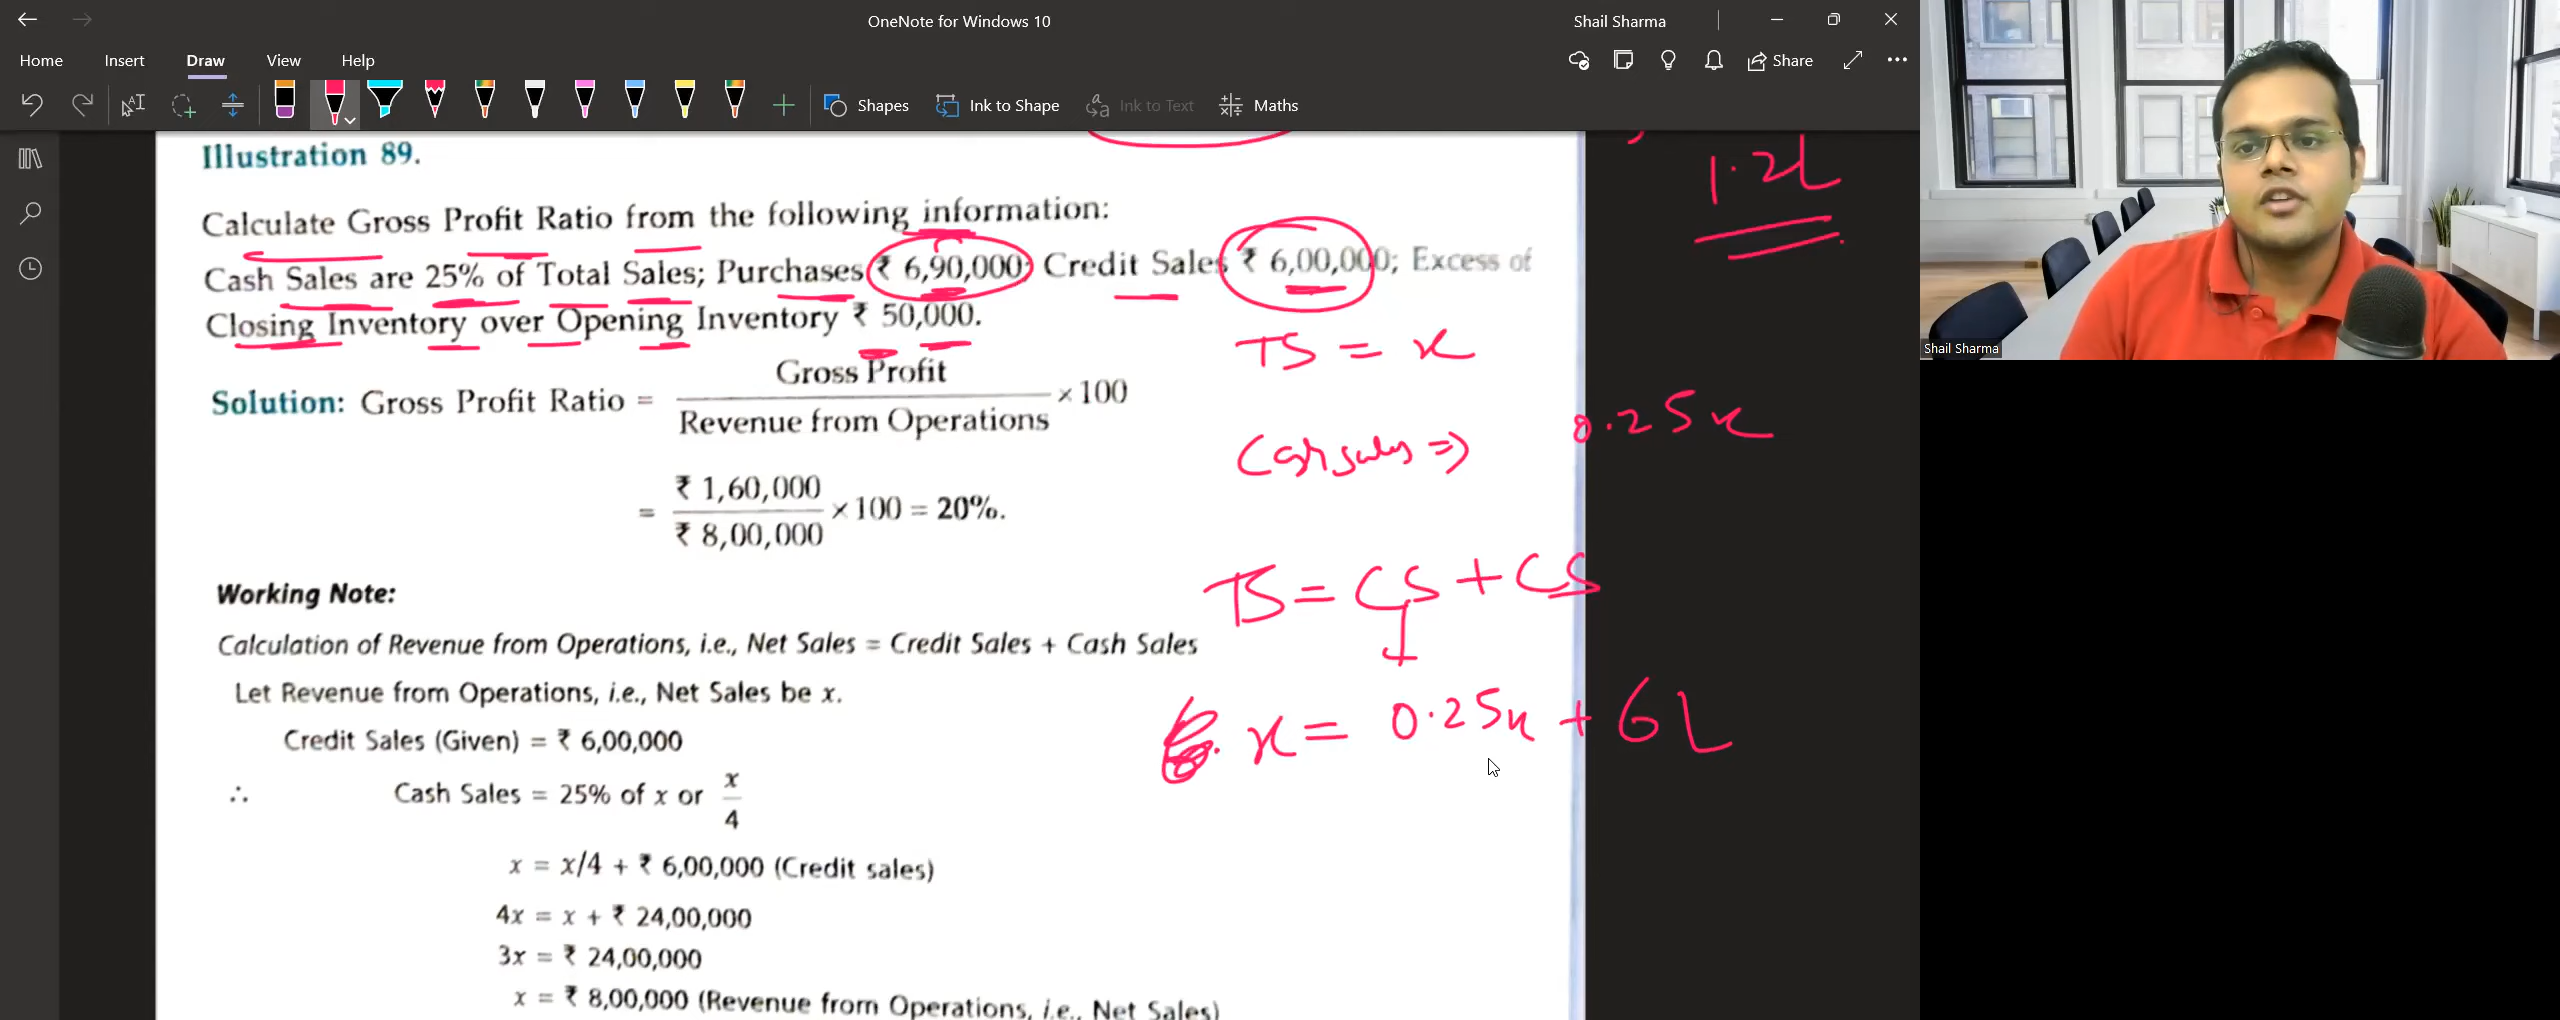 OneNote for Windows 10
Shail Sharma
Home Insert Draw View Help
Share
Shapes Ink to Shape Ink to Text Maths
Illustration 89.
1.2L
Calculate Gross Profit Ratio from the following information:
Cash Sales are 25% of Total Sales; Purchases ₹ 6,90,000; Credit Sales ₹ 6,00,000; Excess of
Closing Inventory over Opening Inventory ₹ 50,000.
TS = x
Solution: Gross Profit Ratio = Gross Profit / Revenue from Operations × 100
Cash sales ⇒ 0.25x
= ₹ 1,60,000 / ₹ 8,00,000 × 100 = 20%.
TS = CS + CS
Working Note:
Calculation of Revenue from Operations, i.e., Net Sales = Credit Sales + Cash Sales
Let Revenue from Operations, i.e., Net Sales be x.
x = 0.25x + 6L
Credit Sales (Given) = ₹ 6,00,000
∴ Cash Sales = 25% of x or x/4
x = x/4 + ₹ 6,00,000 (Credit sales)
4x = x + ₹ 24,00,000
3x = ₹ 24,00,000
x = ₹ 8,00,000 (Revenue from Operations, i.e., Net Sales)
Shail Sharma